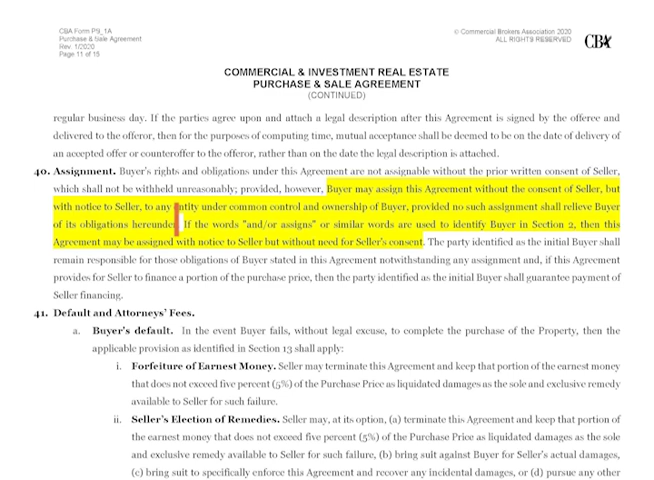 CBA Form PS_1A
Purchase & Sale Agreement
Rev. 1/2020
Page 11 of 15
© Commercial Brokers Association 2020
ALL RIGHTS RESERVED
CBA
COMMERCIAL & INVESTMENT REAL ESTATE
PURCHASE & SALE AGREEMENT
(CONTINUED)
regular business day. If the parties agree upon and attach a legal description after this Agreement is signed by the offeree and
delivered to the offeror, then for the purposes of computing time, mutual acceptance shall be deemed to be on the date of delivery of
an accepted offer or counteroffer to the offeror, rather than on the date the legal description is attached.
40. Assignment. Buyer's rights and obligations under this Agreement are not assignable without the prior written consent of Seller,
which shall not be withheld unreasonably; provided, however, Buyer may assign this Agreement without the consent of Seller, but
with notice to Seller, to any entity under common control and ownership of Buyer, provided no such assignment shall relieve Buyer
of its obligations hereunder. If the words "and/or assigns" or similar words are used to identify Buyer in Section 2, then this
Agreement may be assigned with notice to Seller but without need for Seller's consent. The party identified as the initial Buyer shall
remain responsible for those obligations of Buyer stated in this Agreement notwithstanding any assignment and, if this Agreement
provides for Seller to finance a portion of the purchase price, then the party identified as the initial Buyer shall guarantee payment of
Seller financing.
41. Default and Attorneys' Fees.
a. Buyer's default. In the event Buyer fails, without legal excuse, to complete the purchase of the Property, then the
applicable provision as identified in Section 13 shall apply:
i. Forfeiture of Earnest Money. Seller may terminate this Agreement and keep that portion of the earnest money
that does not exceed five percent (5%) of the Purchase Price as liquidated damages as the sole and exclusive remedy
available to Seller for such failure.
ii. Seller's Election of Remedies. Seller may, at its option, (a) terminate this Agreement and keep that portion of
the earnest money that does not exceed five percent (5%) of the Purchase Price as liquidated damages as the sole
and exclusive remedy available to Seller for such failure, (b) bring suit against Buyer for Seller's actual damages,
(c) bring suit to specifically enforce this Agreement and recover any incidental damages, or (d) pursue any other